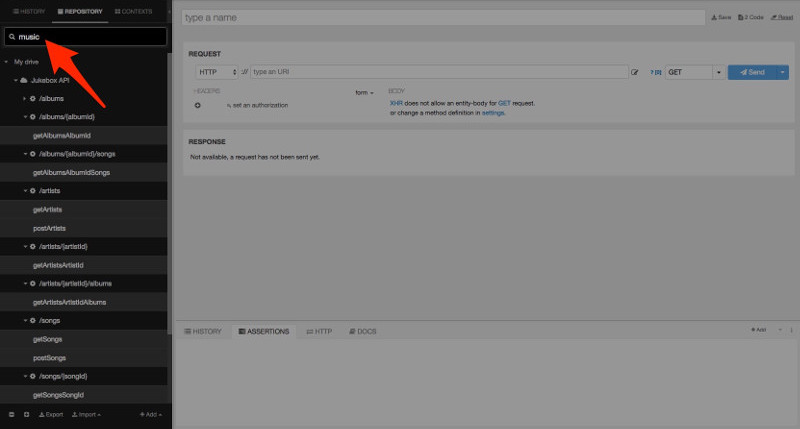 HISTORY REPOSITORY CONTEXTS
music
My drive
Jukebox API
/albums
/albums/{albumId}
getAlbumsAlbumId
/albums/{albumId}/songs
getAlbumsAlbumIdSongs
/artists
getArtists
postArtists
/artists/{artistId}
getArtistsArtistId
/artists/{artistId}/albums
getArtistsArtistIdAlbums
/songs
getSongs
postSongs
/songs/{songId}
getSongsSongId
Export Import Add
type a name
Save 2 Code Reset
REQUEST
HTTP :// type an URI ? [0] GET Send
HEADERS form BODY
set an authorization
XHR does not allow an entity-body for GET request.
or change a method definition in settings.
RESPONSE
Not available, a request has not been sent yet.
HISTORY ASSERTIONS HTTP DOCS Add